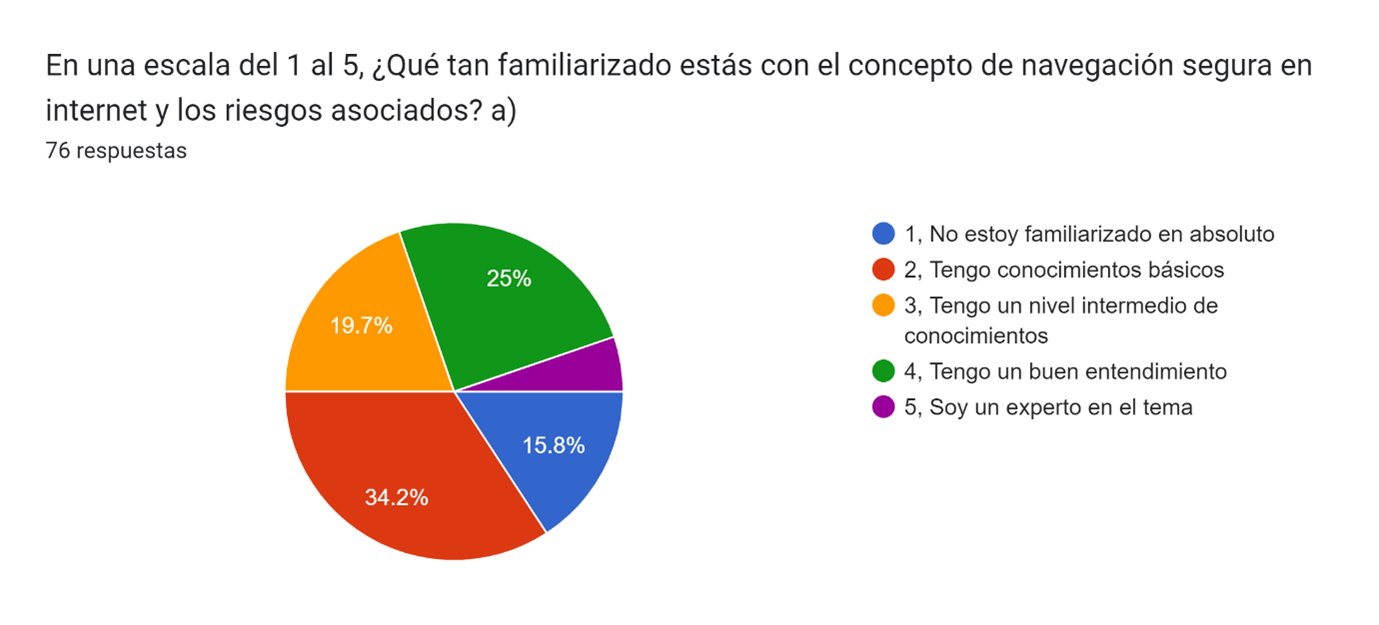 En una escala del 1 al 5, ¿Qué tan familiarizado estás con el concepto de navegación segura en
internet y los riesgos asociados? a)
76 respuestas
25%
19.7%
15.8%
34.2%
1, No estoy familiarizado en absoluto
2, Tengo conocimientos básicos
3, Tengo un nivel intermedio de
conocimientos
4, Tengo un buen entendimiento
5, Soy un experto en el tema